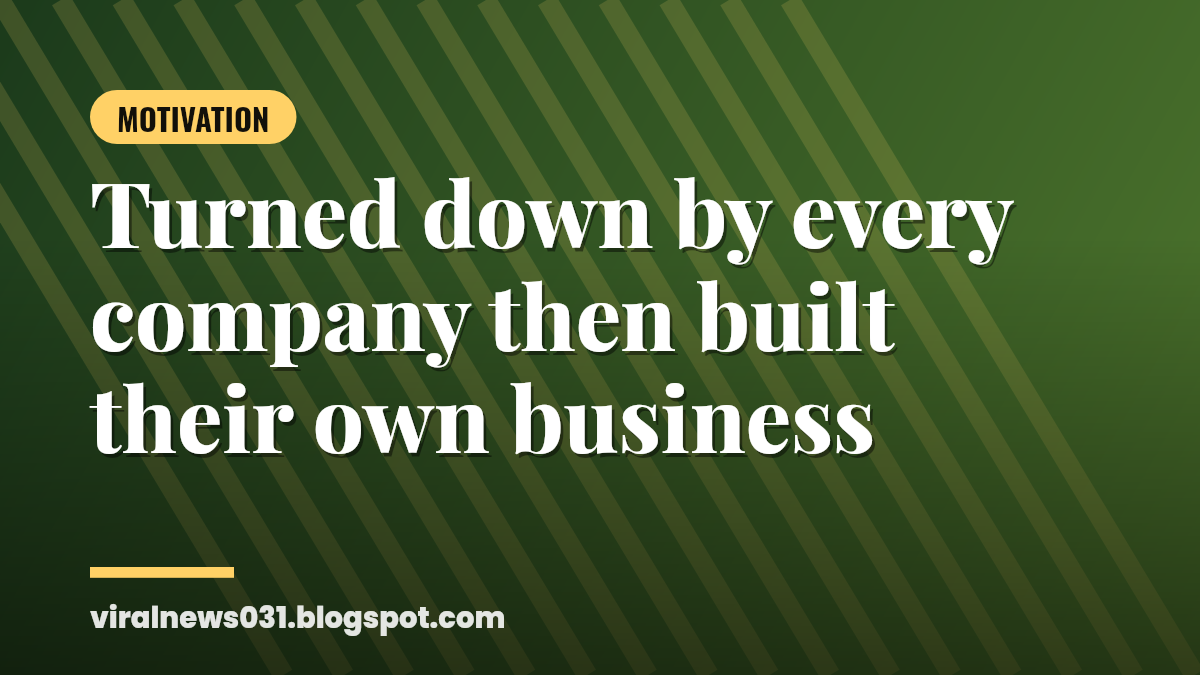 MOTIVATION
Turned down by every
company then built
their own business
viralnews031.blogspot.com